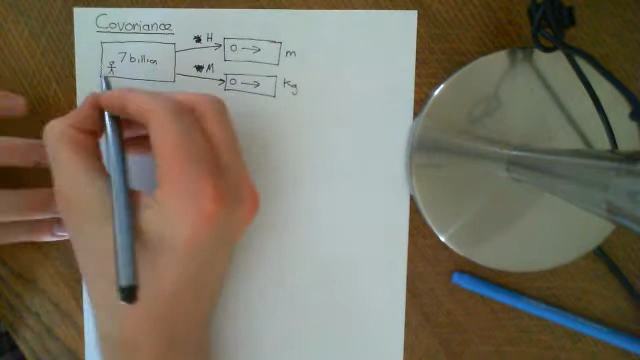 Covariance
H
7 billion
0 → m
M
0 → Kg